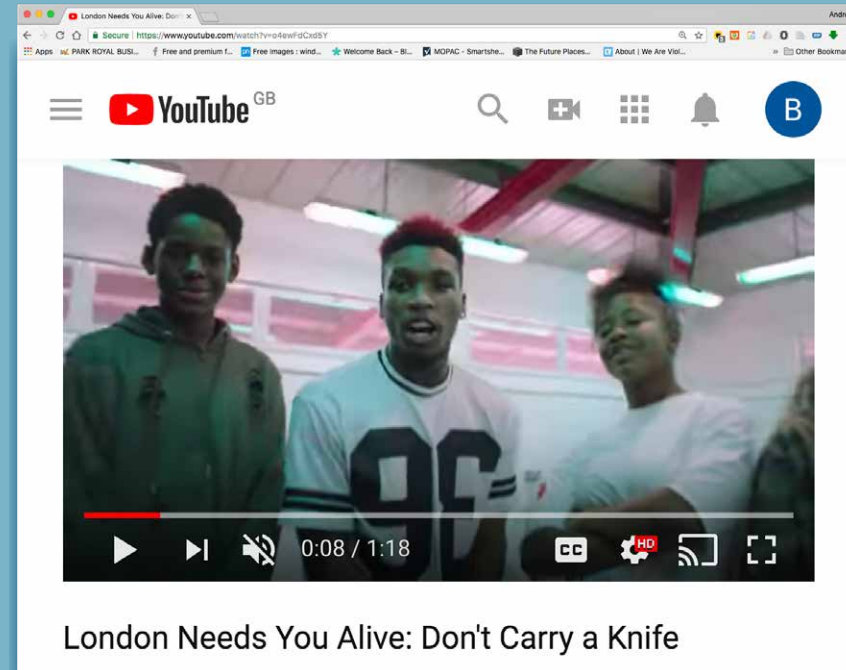 London Needs You Alive: Don't
Andre
Secure | https://www.youtube.com/watch?v=o4ewFdCxd8Y
Apps PARK ROYAL BUSI... Free and premium f... Free images : wind... Welcome Back – Bl... MOPAC - Smartshe... The Future Places... About | We Are Viol... » Other Bookmar
YouTube GB
B
96
0:08 / 1:18 CC HD
London Needs You Alive: Don't Carry a Knife